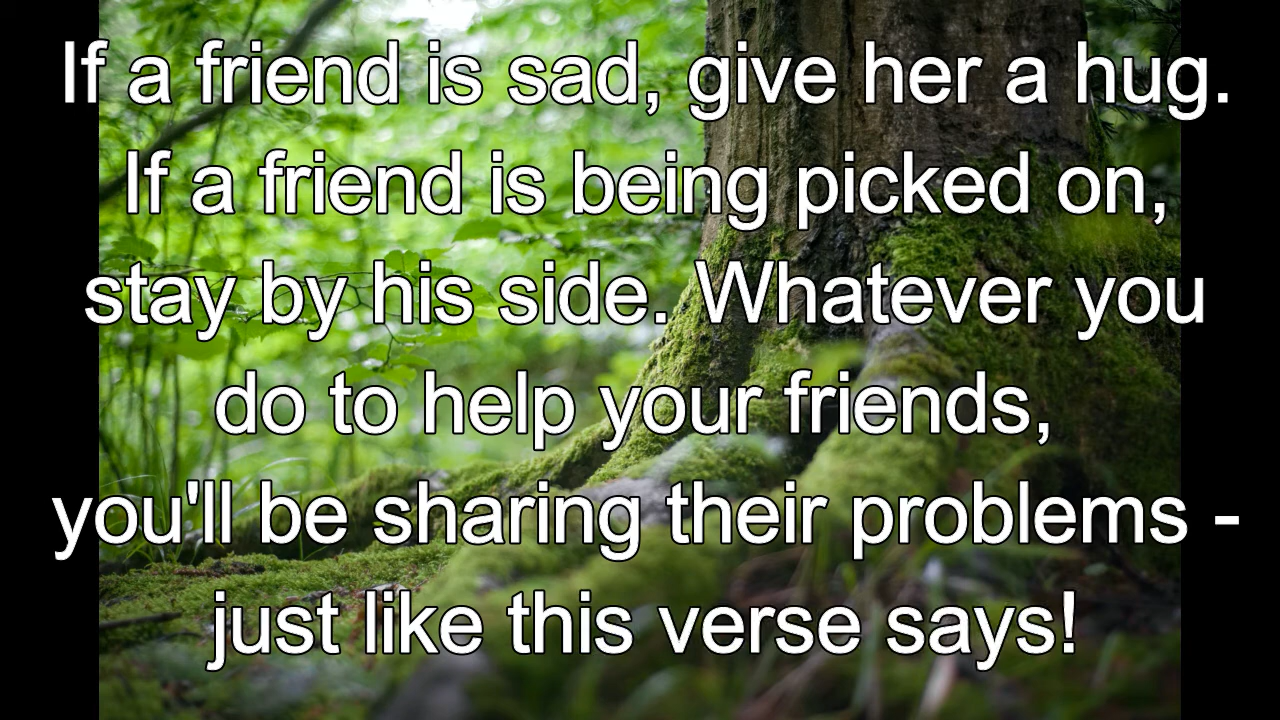 If a friend is sad, give her a hug.
If a friend is being picked on,
stay by his side. Whatever you
do to help your friends,
you'll be sharing their problems -
just like this verse says!